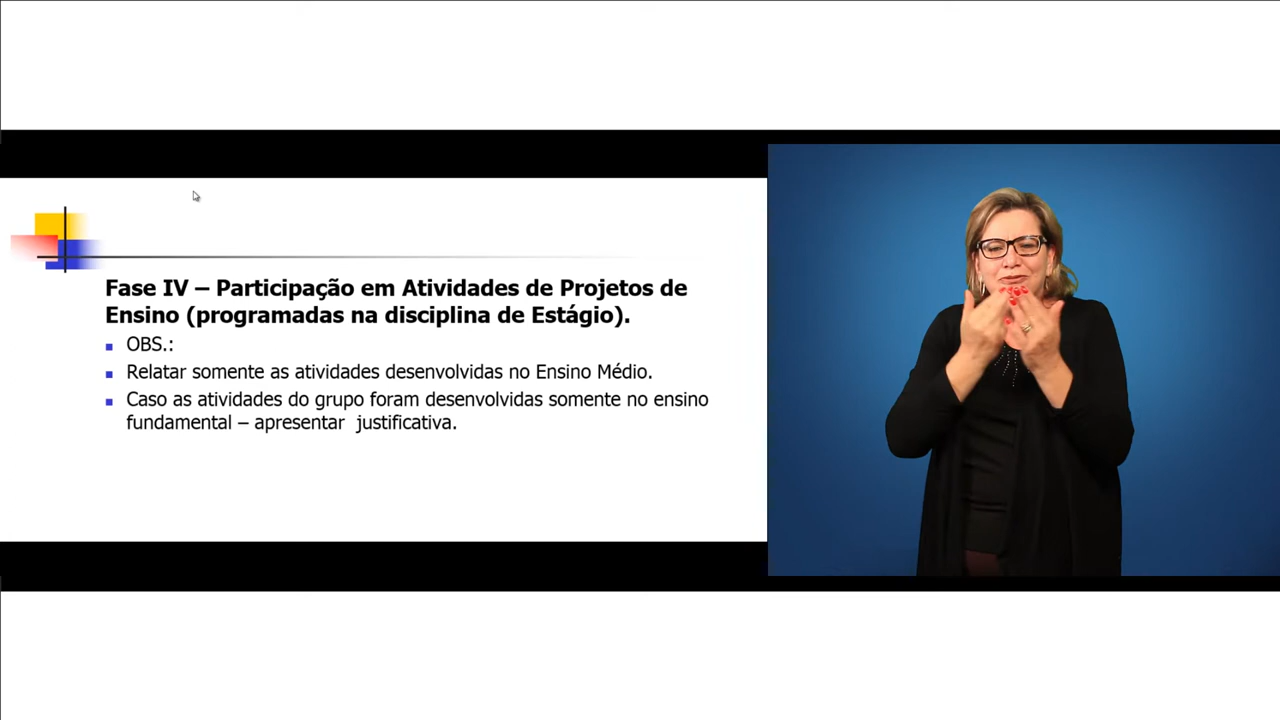 Fase IV – Participação em Atividades de Projetos de
Ensino (programadas na disciplina de Estágio).
OBS.:
Relatar somente as atividades desenvolvidas no Ensino Médio.
Caso as atividades do grupo foram desenvolvidas somente no ensino
fundamental – apresentar justificativa.